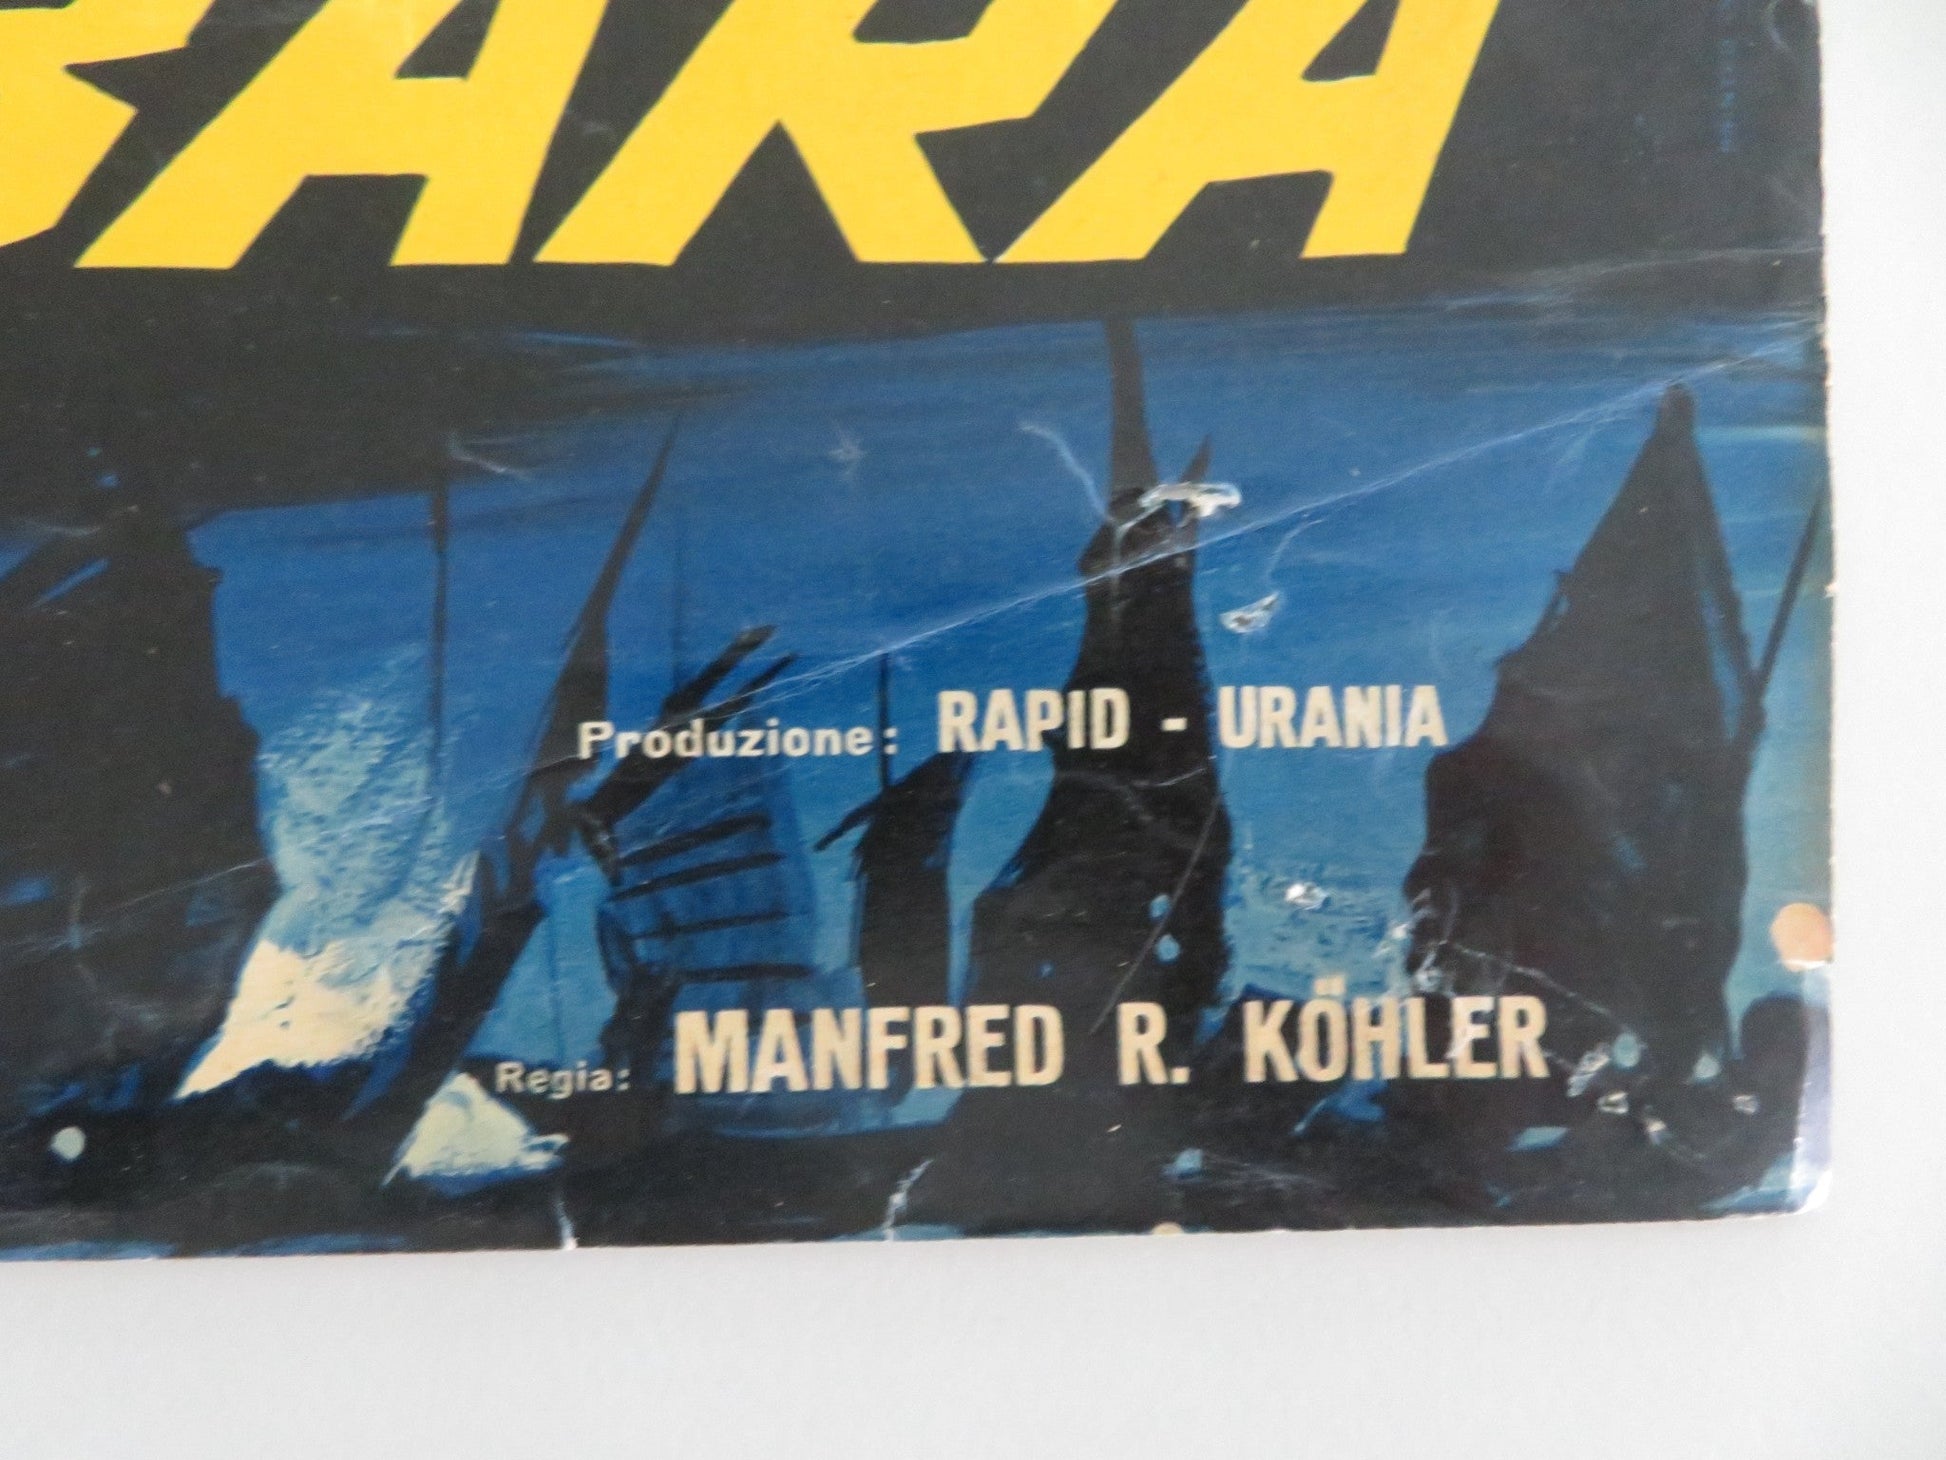 BARA
Produzione: RAPID - URANIA
Regia: MANFRED R. KÖHLER